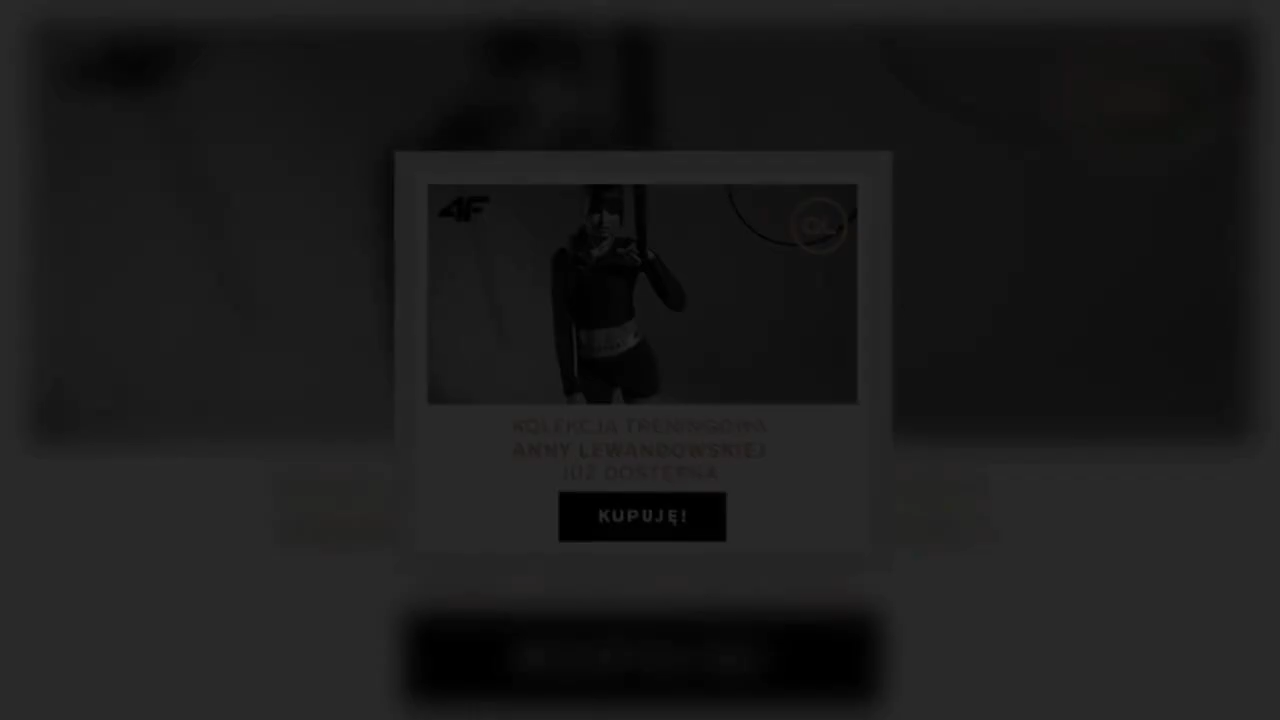 4F
KOLEKCJA TRENINGOWA
ANNY LEWANDOWSKIEJ
JUŻ DOSTĘPNA
KUPUJĘ!